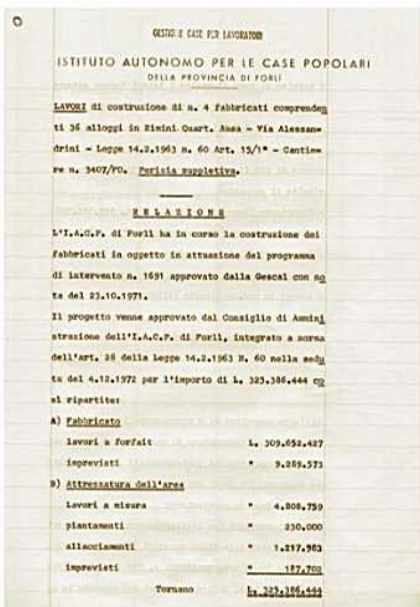 GESTIONE CASE PER LAVORATORI
ISTITUTO AUTONOMO PER LE CASE POPOLARI
DELLA PROVINCIA DI FORLÌ
LAVORI di costruzione di n. 4 fabbricati comprenden
ti 36 alloggi in Rimini Quart. Ausa - Via Alessan=
drini - Legge 14.2.1963 n. 60 Art. 15/1° - Cantie=
re n. 3407/FO. Perizia suppletiva.
RELAZIONE
L'I.A.C.P. di Forlì ha in corso la costruzione dei
fabbricati in oggetto in attuazione del programma
di intervento n. 1691 approvato dalla Gescal con no
ta del 23.10.1971.
Il progetto venne approvato dal Consiglio di Ammini
strazione dell'I.A.C.P. di Forlì, integrato a norma
dell'art. 28 della Legge 14.2.1963 N. 60 nella sedu
ta del 4.12.1972 per l'importo di L. 325.386.444 co
sì ripartite:
A) Fabbricato
lavori a forfait L. 309.652.427
imprevisti " 9.289.573
B) Attrezzatura dell'area
Lavori a misura " 4.808.759
piantamenti " 230.000
allacciamenti " 1.217.983
imprevisti " 187.702
Tornano L. 325.386.444